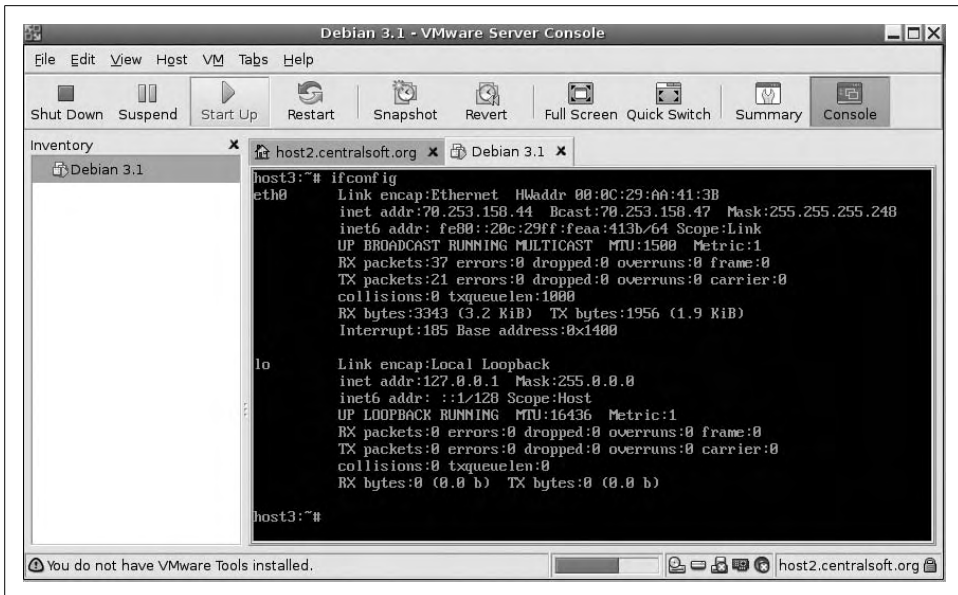 Debian 3.1 - VMware Server Console
File Edit View Host VM Tabs Help
Shut Down Suspend Start Up Restart Snapshot Revert Full Screen Quick Switch Summary Console
Inventory
Debian 3.1
host2.centralsoft.org Debian 3.1
host3:~# ifconfig
eth0 Link encap:Ethernet HWaddr 00:0C:29:AA:41:3B
inet addr:70.253.158.44 Bcast:70.253.158.47 Mask:255.255.255.248
inet6 addr: fe80::20c:29ff:feaa:413b/64 Scope:Link
UP BROADCAST RUNNING MULTICAST MTU:1500 Metric:1
RX packets:37 errors:0 dropped:0 overruns:0 frame:0
TX packets:21 errors:0 dropped:0 overruns:0 carrier:0
collisions:0 txqueuelen:1000
RX bytes:3343 (3.2 KiB) TX bytes:1956 (1.9 KiB)
Interrupt:185 Base address:0x1400
lo Link encap:Local Loopback
inet addr:127.0.0.1 Mask:255.0.0.0
inet6 addr: ::1/128 Scope:Host
UP LOOPBACK RUNNING MTU:16436 Metric:1
RX packets:0 errors:0 dropped:0 overruns:0 frame:0
TX packets:0 errors:0 dropped:0 overruns:0 carrier:0
collisions:0 txqueuelen:0
RX bytes:0 (0.0 b) TX bytes:0 (0.0 b)
host3:~#
You do not have VMware Tools installed.
host2.centralsoft.org